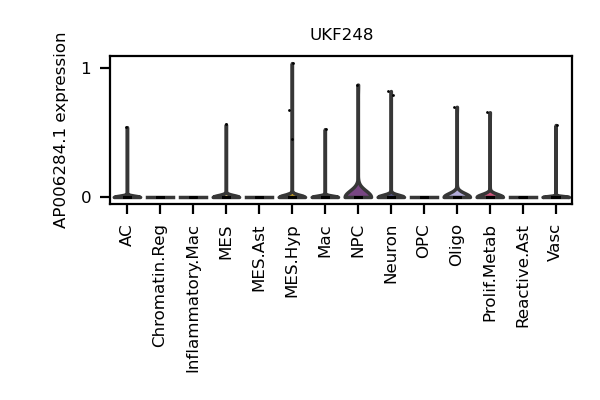 UKF248
AP006284.1 expression
1
0
AC
Chromatin.Reg
Inflammatory.Mac
MES
MES.Ast
MES.Hyp
Mac
NPC
Neuron
OPC
Oligo
Prolif.Metab
Reactive.Ast
Vasc